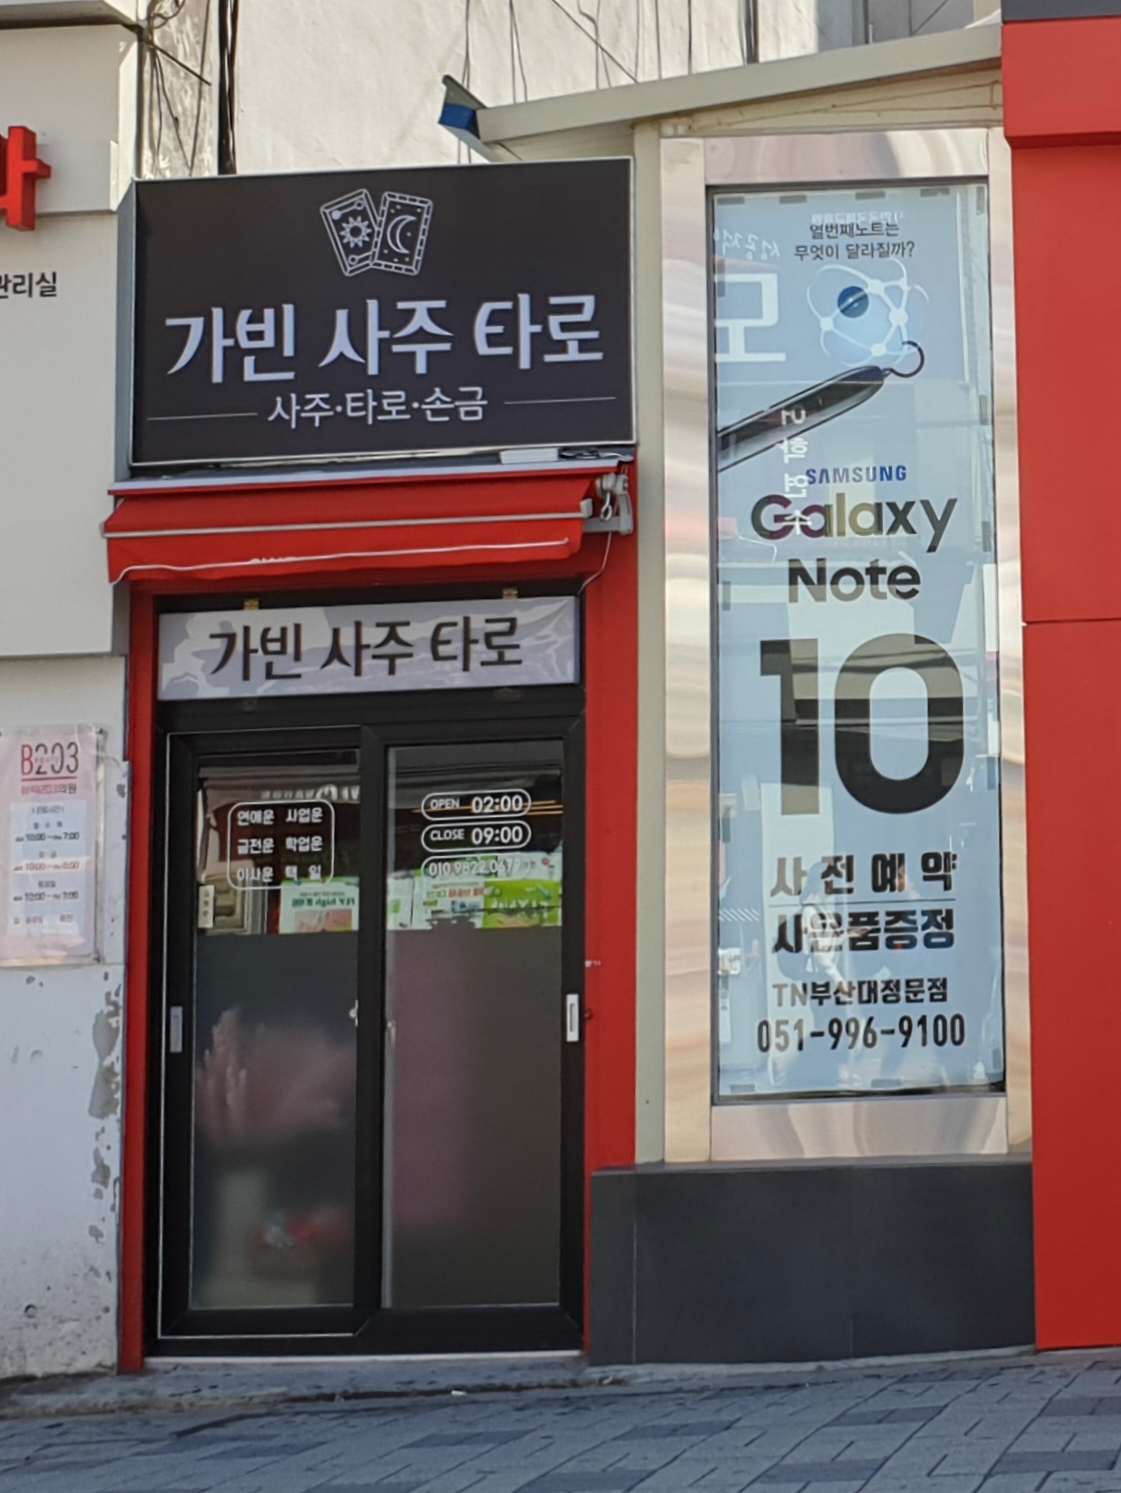 관리실
가빈 사주 타로
사주·타로·손금
가빈 사주 타로
연애운 사업운
금전운 학업운
이사운 택 일
OPEN 02:00
CLOSE 09:00
B203
10:00 7:00
열번째노트는
무엇이 달라질까?
SAMSUNG
Galaxy
Note
10
사전예약
사은품증정
TN부산대정문점
051-996-9100